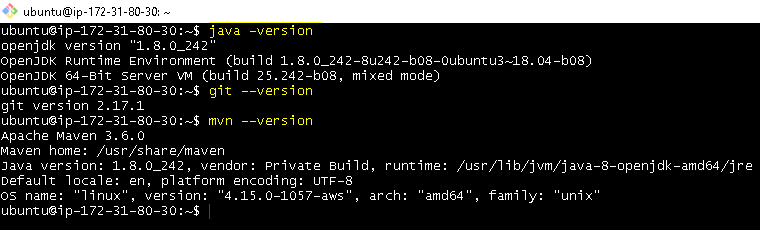 ubuntu@ip-172-31-80-30: ~
ubuntu@ip-172-31-80-30:~$ java -version
openjdk version "1.8.0_242"
OpenJDK Runtime Environment (build 1.8.0_242-8u242-b08-0ubuntu3~18.04-b08)
OpenJDK 64-Bit Server VM (build 25.242-b08, mixed mode)
ubuntu@ip-172-31-80-30:~$ git --version
git version 2.17.1
ubuntu@ip-172-31-80-30:~$ mvn --version
Apache Maven 3.6.0
Maven home: /usr/share/maven
Java version: 1.8.0_242, vendor: Private Build, runtime: /usr/lib/jvm/java-8-openjdk-amd64/jre
Default locale: en, platform encoding: UTF-8
OS name: "linux", version: "4.15.0-1057-aws", arch: "amd64", family: "unix"
ubuntu@ip-172-31-80-30:~$